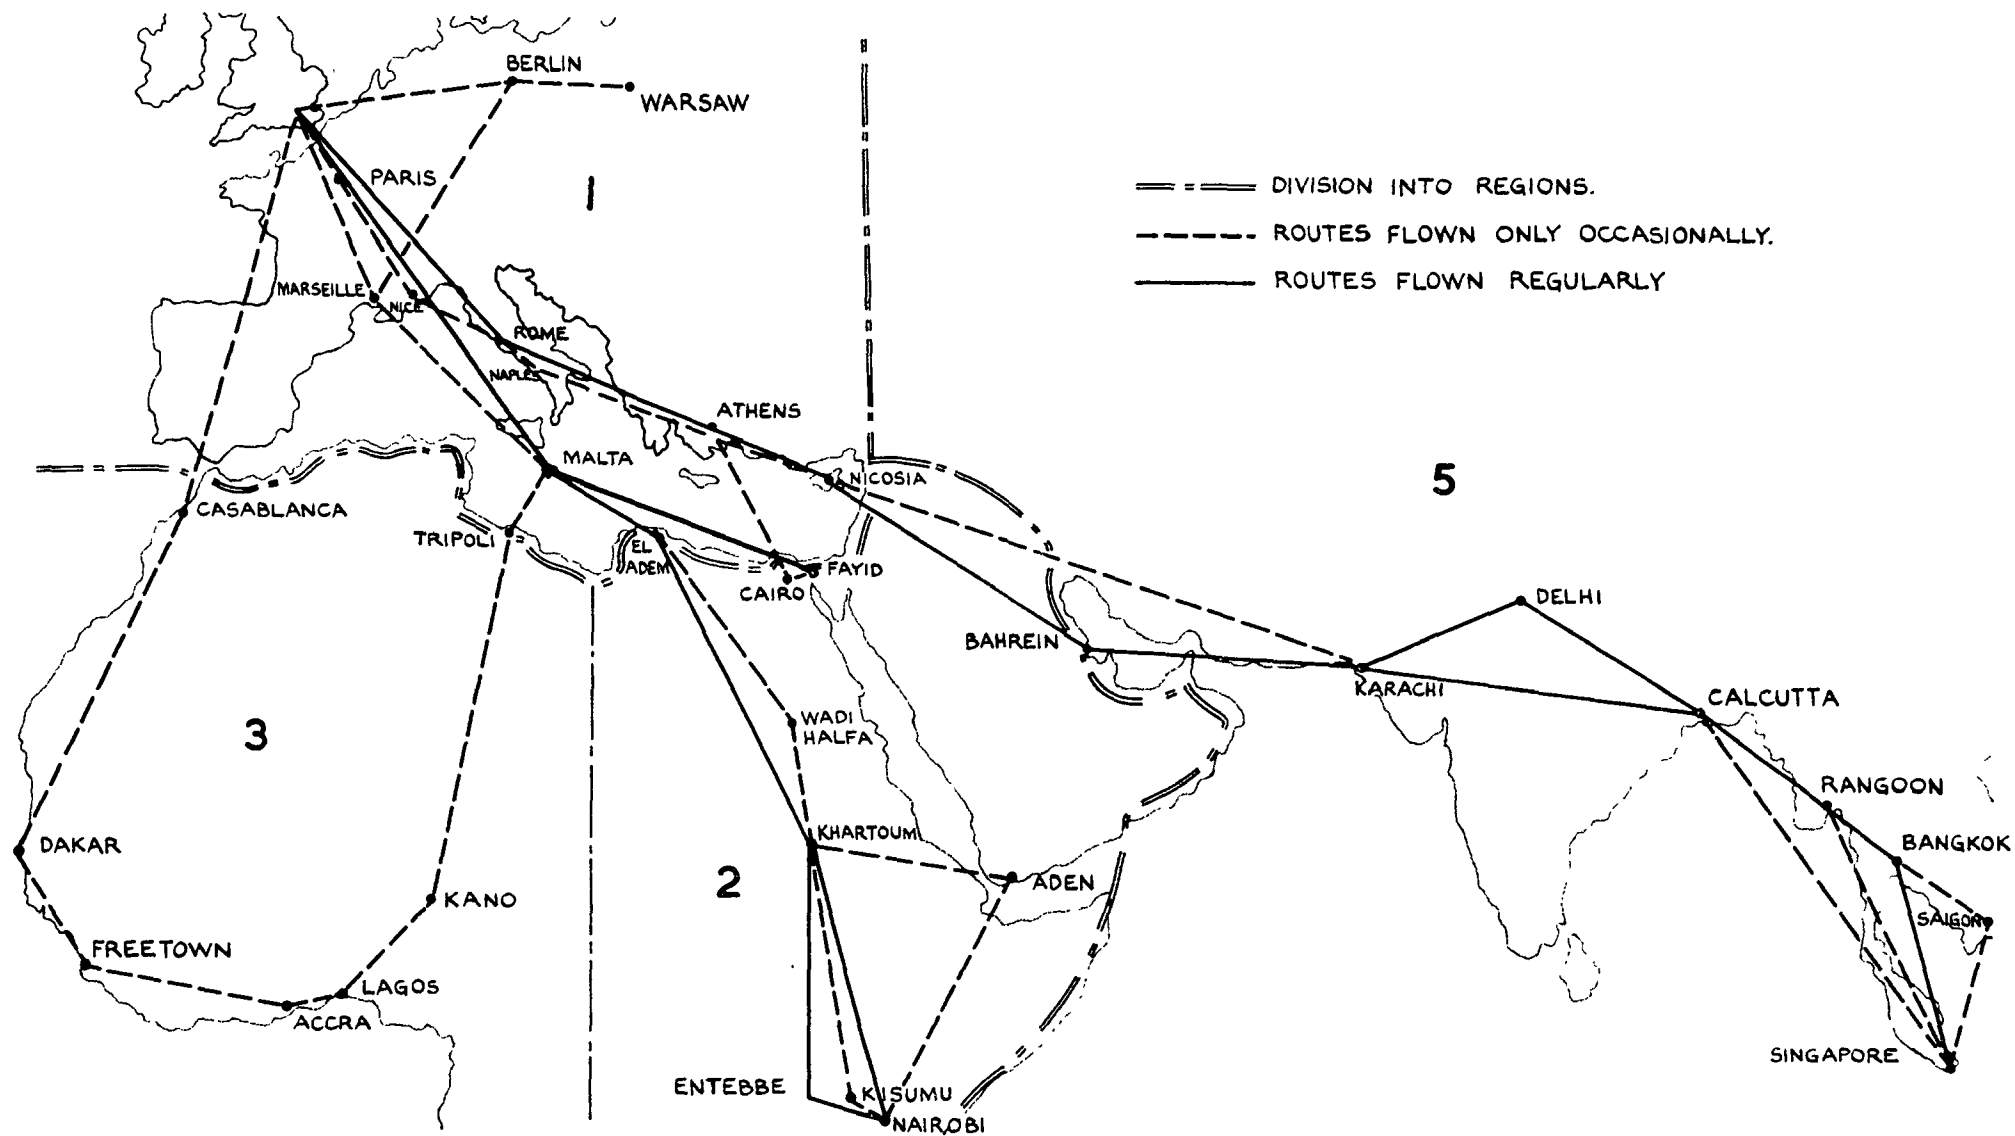 BERLIN
WARSAW
PARIS
1
DIVISION INTO REGIONS.
ROUTES FLOWN ONLY OCCASIONALLY.
ROUTES FLOWN REGULARLY
MARSEILLE
NICE
ROME
NAPLES
ATHENS
MALTA
NICOSIA
5
CASABLANCA
TRIPOLI
EL
ADEM
FAYID
CAIRO
DELHI
BAHREIN
KARACHI
CALCUTTA
3
WADI
HALFA
RANGOON
DAKAR
KHARTOUM
BANGKOK
2
ADEN
KANO
SAIGON
FREETOWN
LAGOS
ACCRA
SINGAPORE
ENTEBBE
KISUMU
NAIROBI